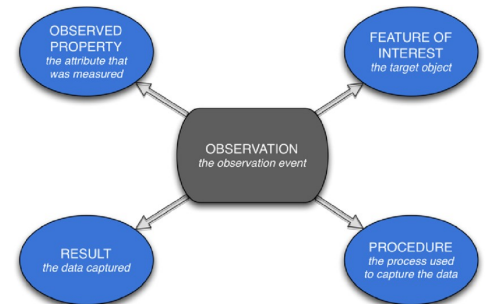 OBSERVED
PROPERTY
the attribute that
was measured
FEATURE OF
INTEREST
the target object
OBSERVATION
the observation event
RESULT
the data captured
PROCEDURE
the process used
to capture the data